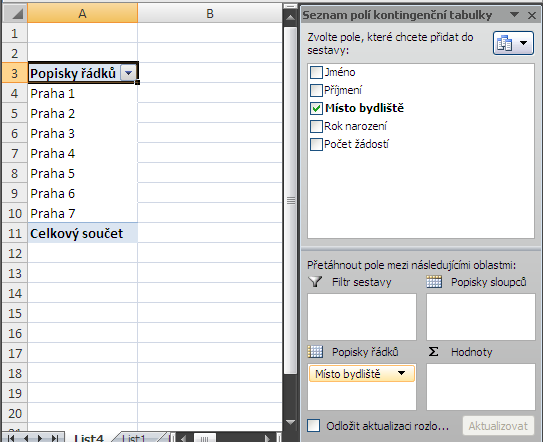 A B
1
2
3 Popisky řádků
4 Praha 1
5 Praha 2
6 Praha 3
7 Praha 4
8 Praha 5
9 Praha 6
10 Praha 7
11 Celkový součet
12
13
14
15
16
17
18
19
20
List4 List1
Seznam polí kontingenční tabulky
Zvolte pole, které chcete přidat do
sestavy:
Jméno
Příjmení
Místo bydliště
Rok narození
Počet žádostí
Přetáhnout pole mezi následujícími oblastmi:
Filtr sestavy Popisky sloupců
Popisky řádků Σ Hodnoty
Místo bydliště
Odložit aktualizaci rozlo... Aktualizovat